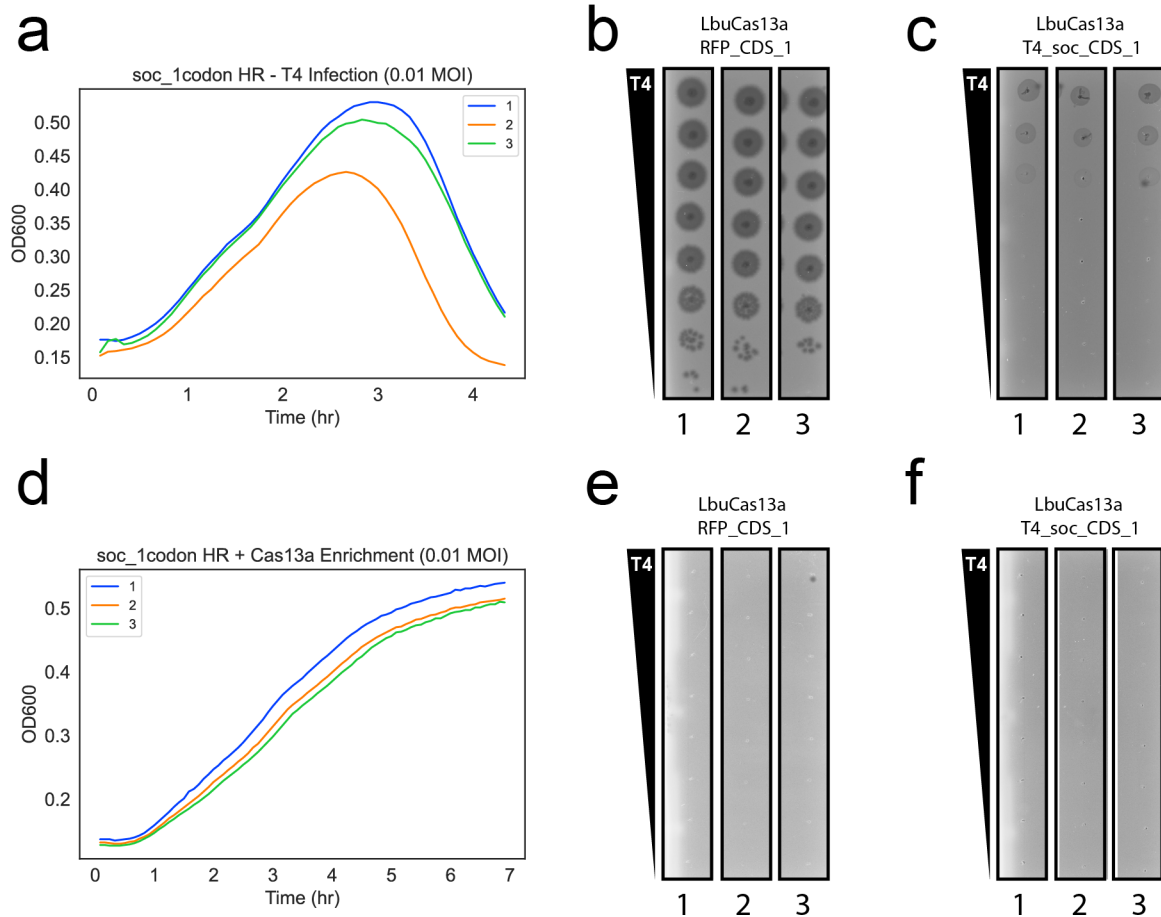 a
soc_1codon HR - T4 Infection (0.01 MOI)
OD600
0.50
0.45
0.40
0.35
0.30
0.25
0.20
0.15
1
2
3
0
1
2
3
4
Time (hr)
b
LbuCas13a
RFP_CDS_1
T4
1
2
3
c
LbuCas13a
T4_soc_CDS_1
T4
1
2
3
d
soc_1codon HR + Cas13a Enrichment (0.01 MOI)
OD600
0.5
0.4
0.3
0.2
1
2
3
0
1
2
3
4
5
6
7
Time (hr)
e
LbuCas13a
RFP_CDS_1
T4
1
2
3
f
LbuCas13a
T4_soc_CDS_1
T4
1
2
3